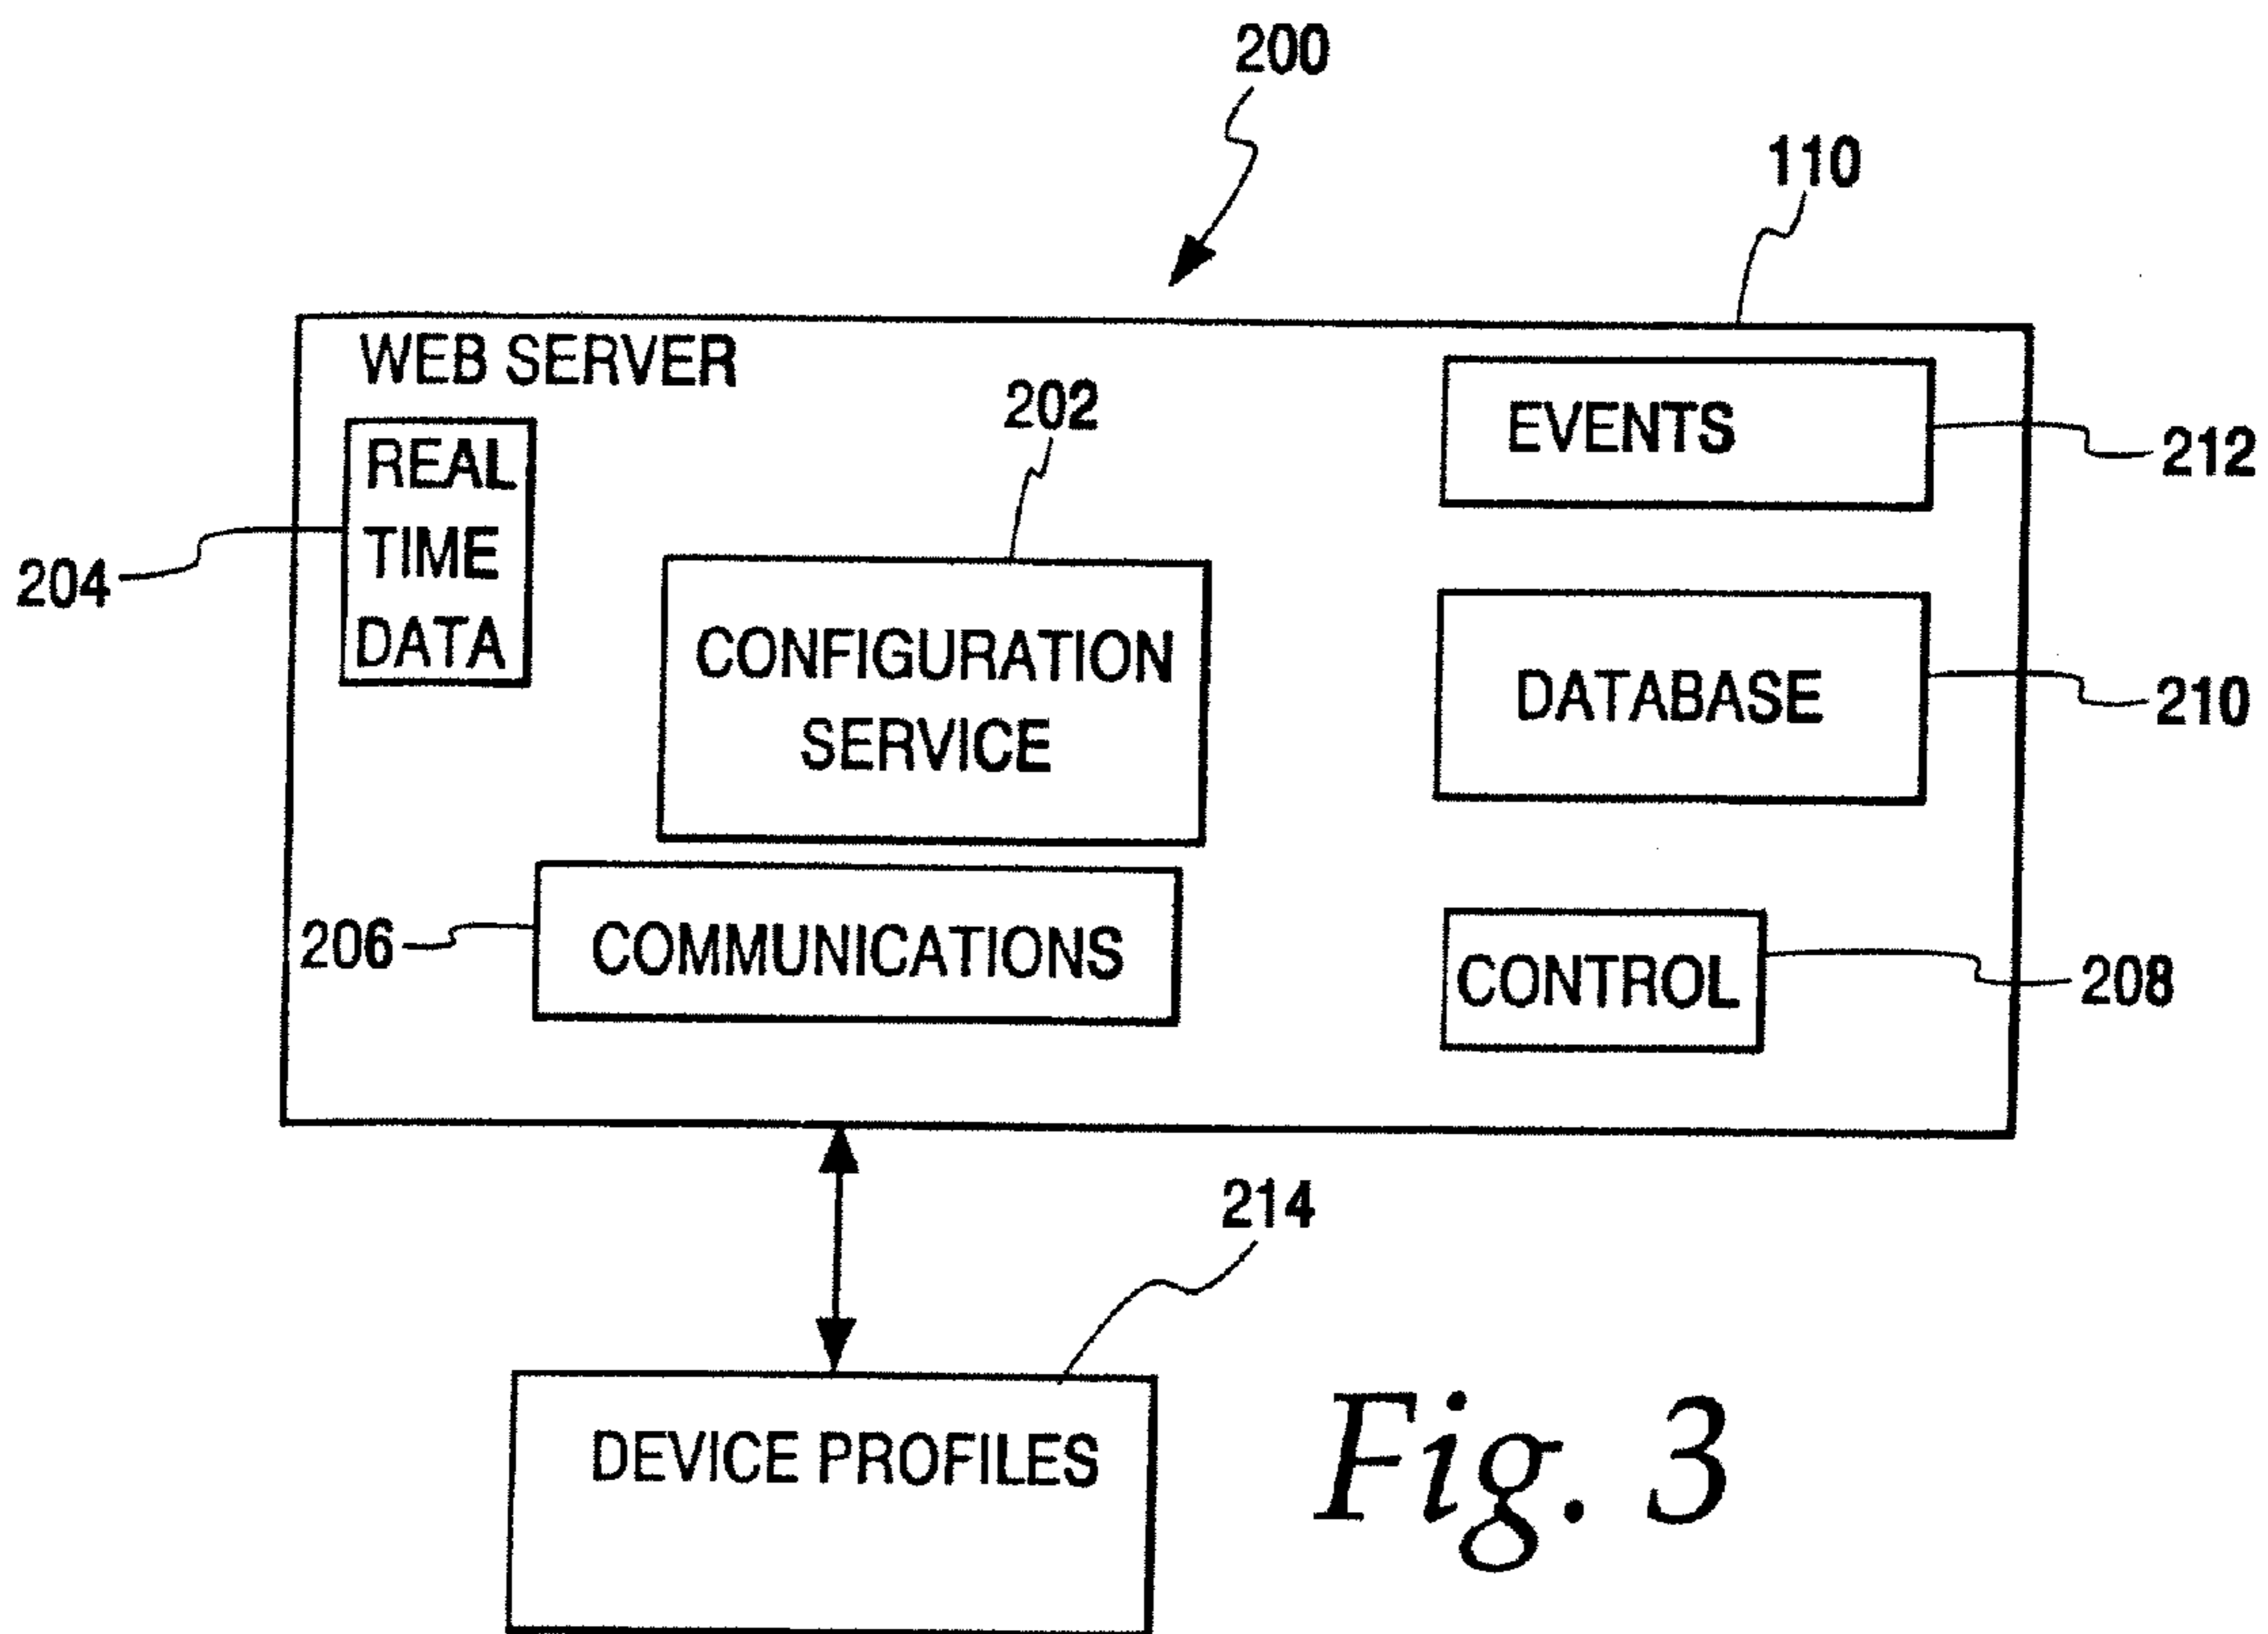 200
110
WEB SERVER
202
EVENTS
212
REAL
TIME
DATA
204
CONFIGURATION
SERVICE
DATABASE
210
206
COMMUNICATIONS
CONTROL
208
214
DEVICE PROFILES
Fig. 3